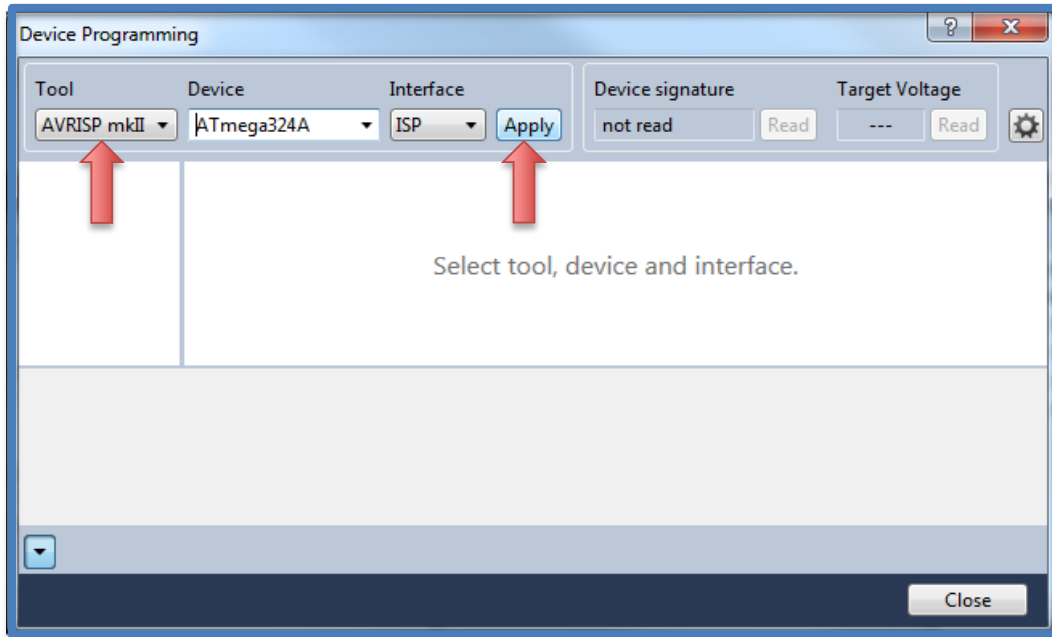 Device Programming
Tool Device Interface Device signature Target Voltage
AVRISP mkII ATmega324A ISP Apply not read Read --- Read
Select tool, device and interface.
Close